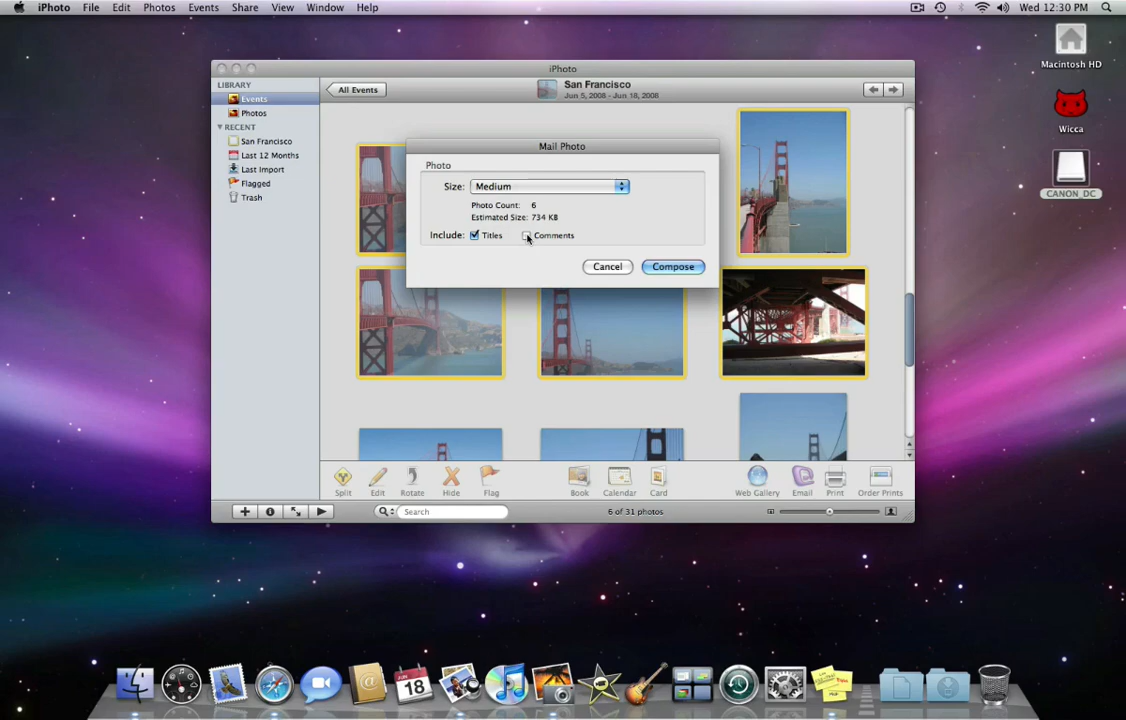 iPhoto File Edit Photos Events Share View Window Help
Wed 12:30 PM
Macintosh HD
Wicca
CANON_DC
iPhoto
LIBRARY
Events
Photos
RECENT
San Francisco
Last 12 Months
Last Import
Flagged
Trash
All Events
San Francisco
Jun 5, 2008 - Jun 18, 2008
Mail Photo
Photo
Size: Medium
Photo Count: 6
Estimated Size: 734 KB
Include: Titles Comments
Cancel Compose
Split Edit Rotate Hide Flag Book Calendar Card Web Gallery Email Print Order Prints
Search
6 of 31 photos
18